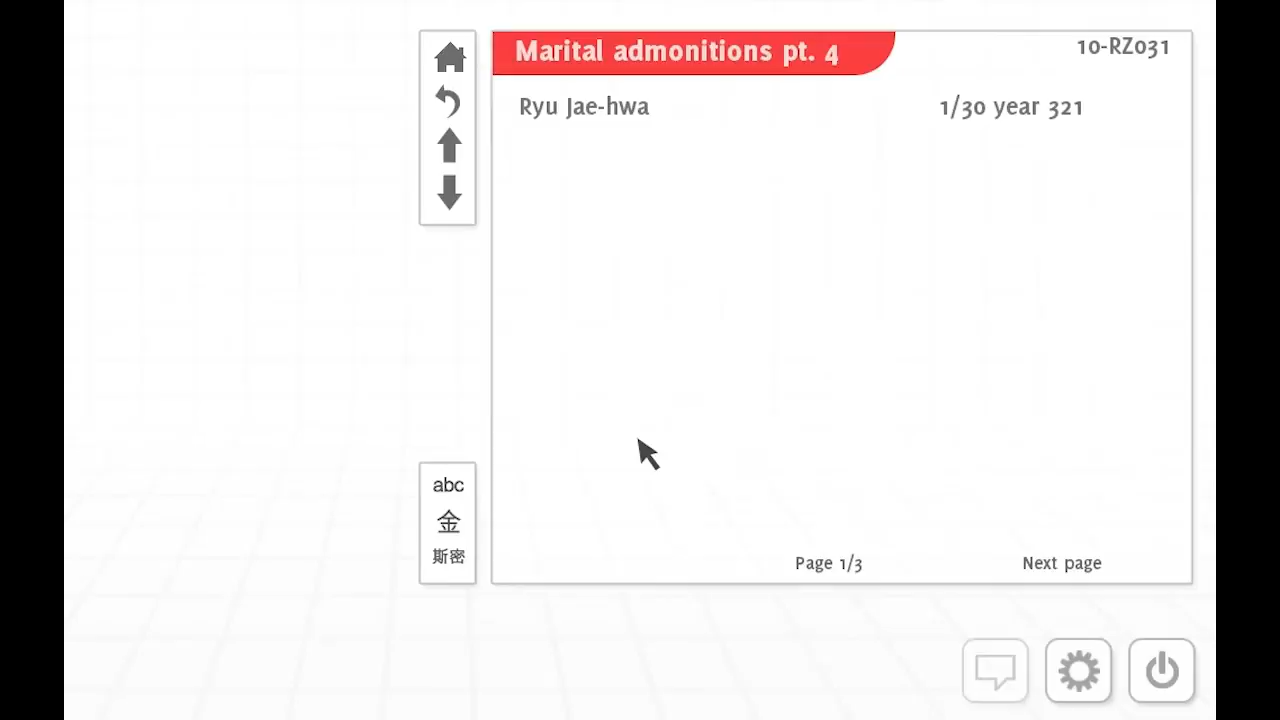 Marital admonitions pt. 4
10-RZ031
Ryu Jae-hwa
1/30 year 321
abc
金
斯密
Page 1/3
Next page